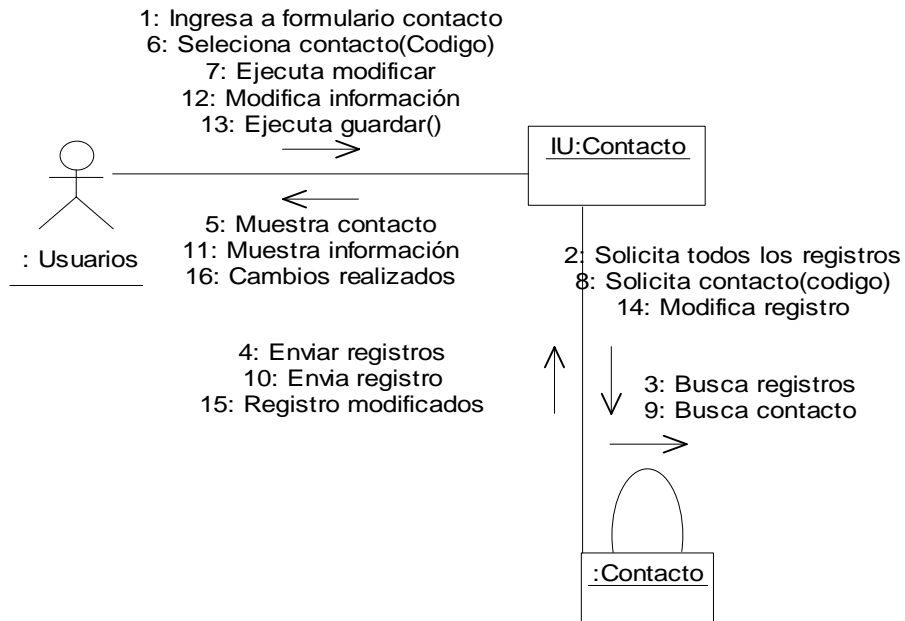 1: Ingresa a formulario contacto
6: Seleciona contacto(Codigo)
7: Ejecuta modificar
12: Modifica información
13: Ejecuta guardar()
IU:Contacto
: Usuarios
5: Muestra contacto
11: Muestra información
16: Cambios realizados
2: Solicita todos los registros
8: Solicita contacto(codigo)
14: Modifica registro
4: Enviar registros
10: Envia registro
15: Registro modificados
3: Busca registros
9: Busca contacto
:Contacto